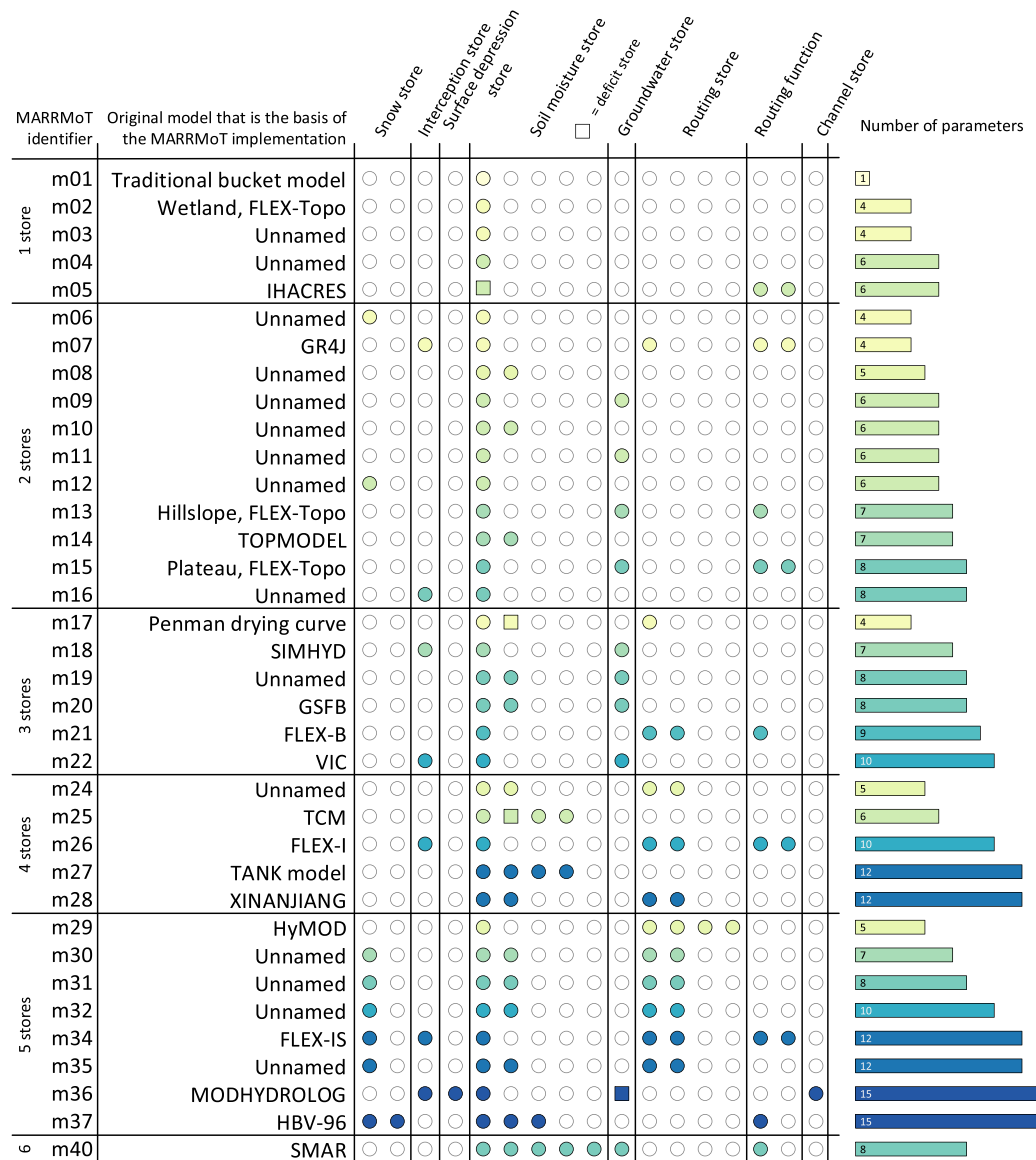 Snow store
Interception store
Surface depression
store
Soil moisture store
= deficit store
Groundwater store
Routing store
Routing function
Channel store
MARRMoT
identifier
Original model that is the basis of
the MARRMoT implementation
Number of parameters
1 store
m01 Traditional bucket model 1
m02 Wetland, FLEX-Topo 4
m03 Unnamed 4
m04 Unnamed 6
m05 IHACRES 6
2 stores
m06 Unnamed 4
m07 GR4J 4
m08 Unnamed 5
m09 Unnamed 6
m10 Unnamed 6
m11 Unnamed 6
m12 Unnamed 6
m13 Hillslope, FLEX-Topo 7
m14 TOPMODEL 7
m15 Plateau, FLEX-Topo 8
m16 Unnamed 8
3 stores
m17 Penman drying curve 4
m18 SIMHYD 7
m19 Unnamed 8
m20 GSFB 8
m21 FLEX-B 9
m22 VIC 10
4 stores
m24 Unnamed 5
m25 TCM 6
m26 FLEX-I 10
m27 TANK model 12
m28 XINANJIANG 12
5 stores
m29 HyMOD 5
m30 Unnamed 7
m31 Unnamed 8
m32 Unnamed 10
m34 FLEX-IS 12
m35 Unnamed 12
m36 MODHYDROLOG 15
m37 HBV-96 15
6
m40 SMAR 8